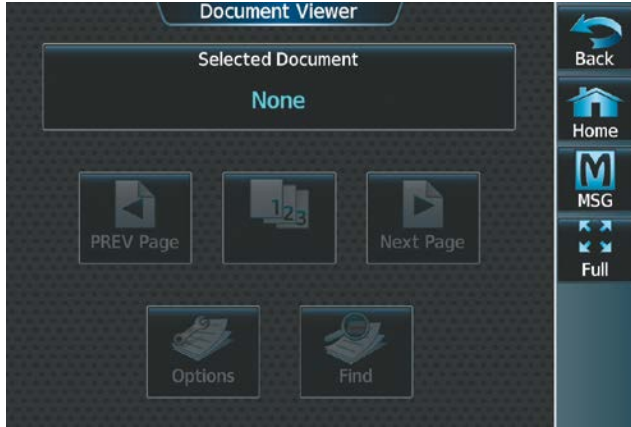 Document Viewer
Selected Document
None
PREV Page
123
Next Page
Options
Find
Back
Home
MSG
Full